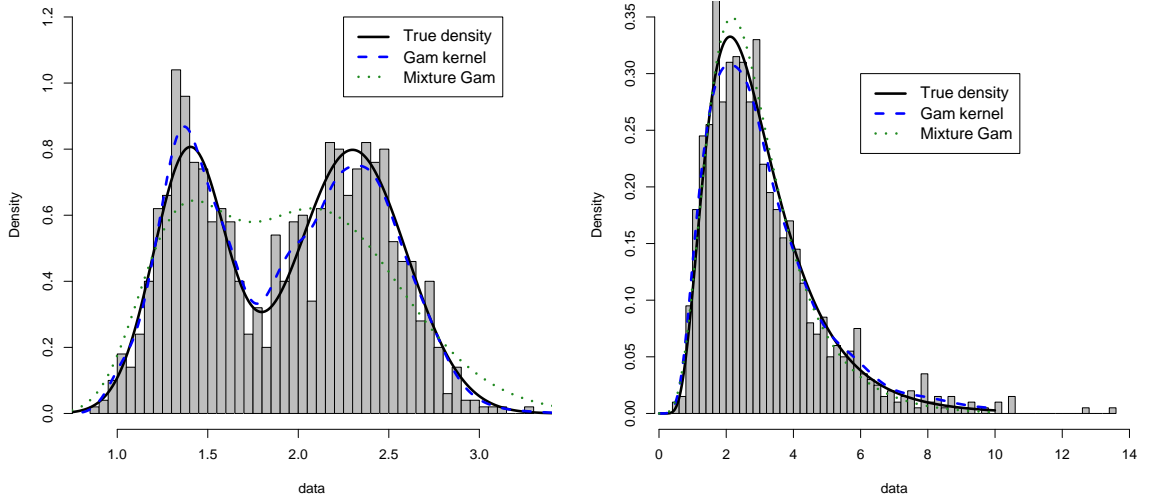 Density
1.2
1.0
0.8
0.6
0.4
0.2
0.0
True density
Gam kernel
Mixture Gam
1.0 1.5 2.0 2.5 3.0
data
Density
0.35
0.30
0.25
0.20
0.15
0.10
0.05
0.00
True density
Gam kernel
Mixture Gam
0 2 4 6 8 10 12 14
data